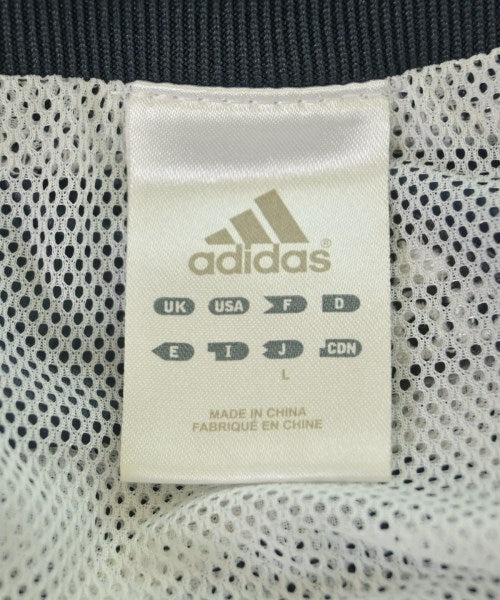 adidas®
UK USA F D
E I J CDN
L
MADE IN CHINA
FABRIQUÉ EN CHINE